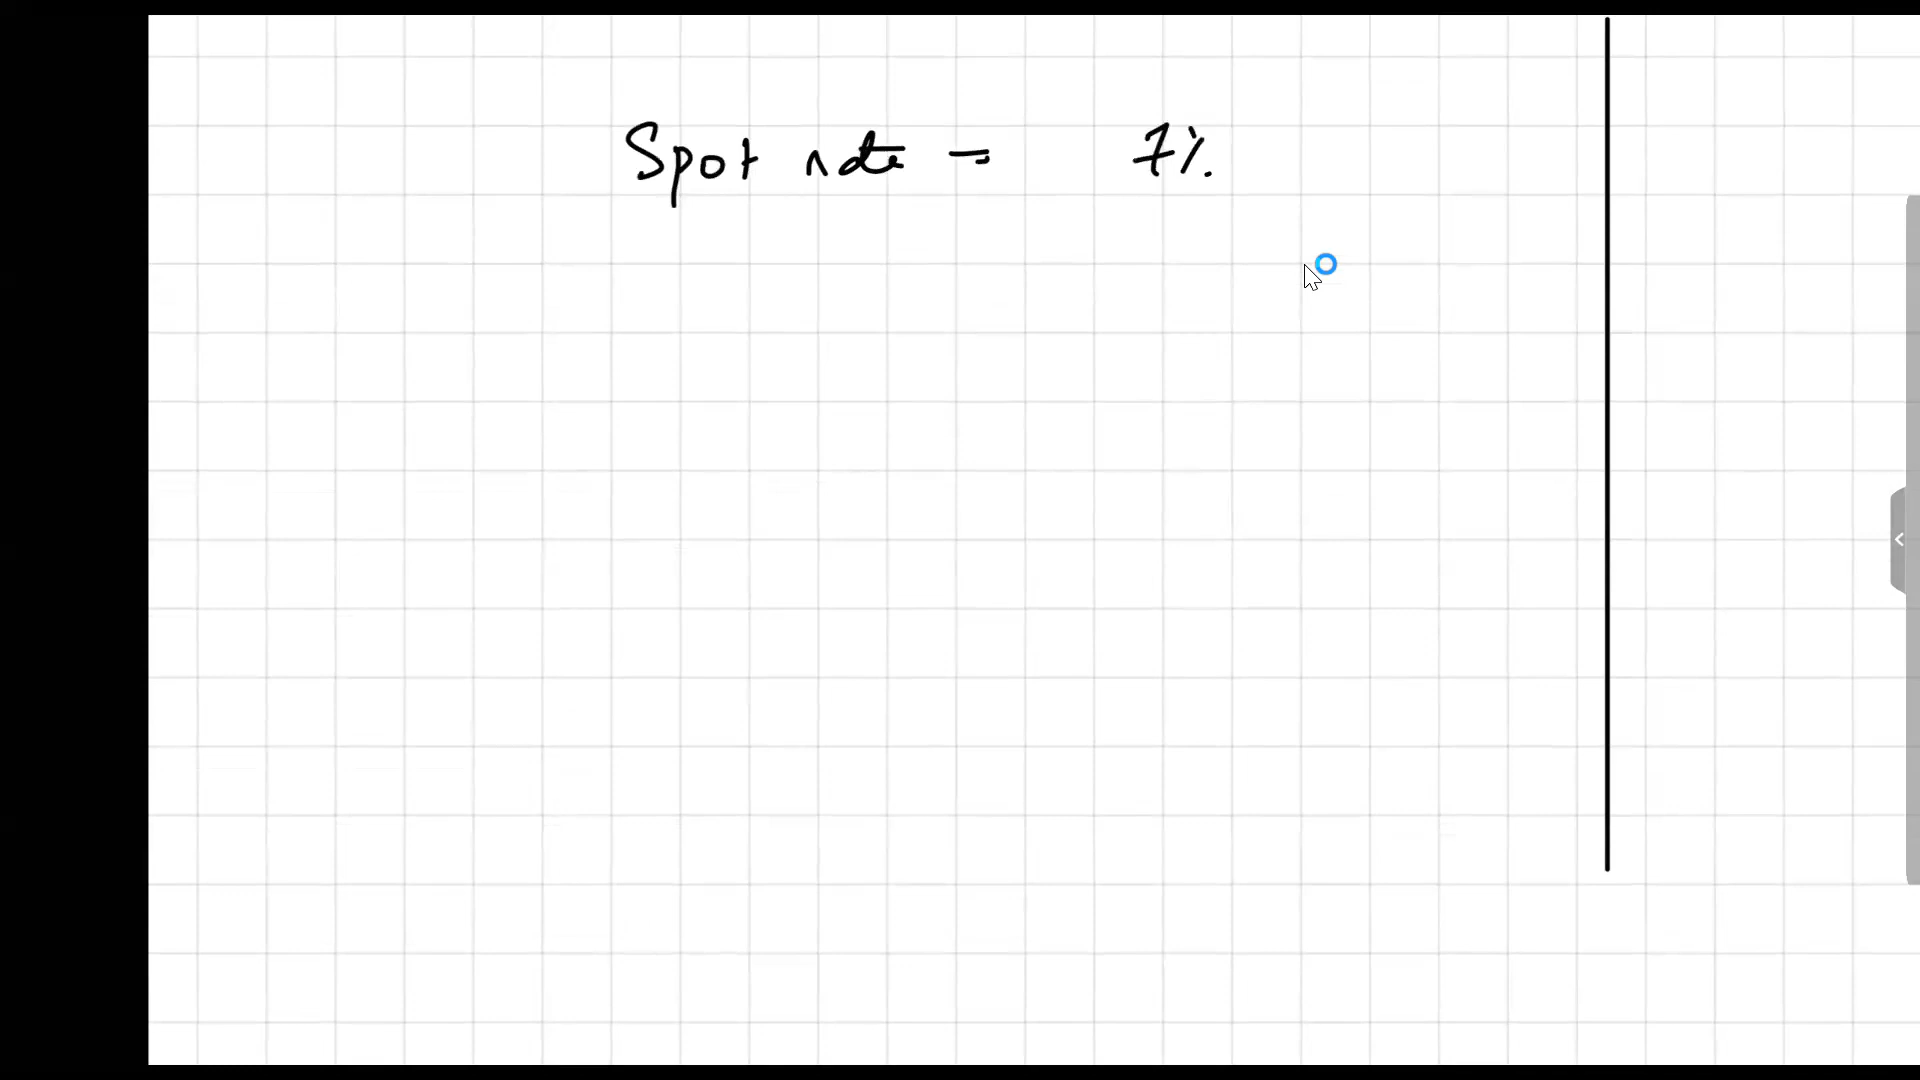 Spot rate = 7%.